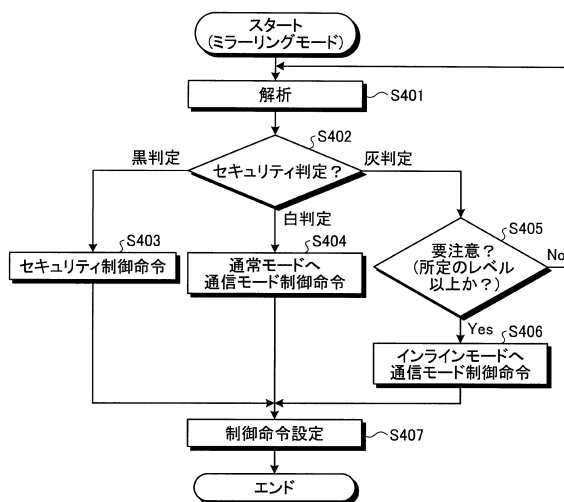 スタート
(ミラーリングモード)
解析
S401
S402
セキュリティ判定?
黒判定
灰判定
白判定
S403
セキュリティ制御命令
S404
通常モードへ
通信モード制御命令
S405
要注意?
(所定のレベル
以上か?)
No
Yes
S406
インラインモードへ
通信モード制御命令
制御命令設定
S407
エンド